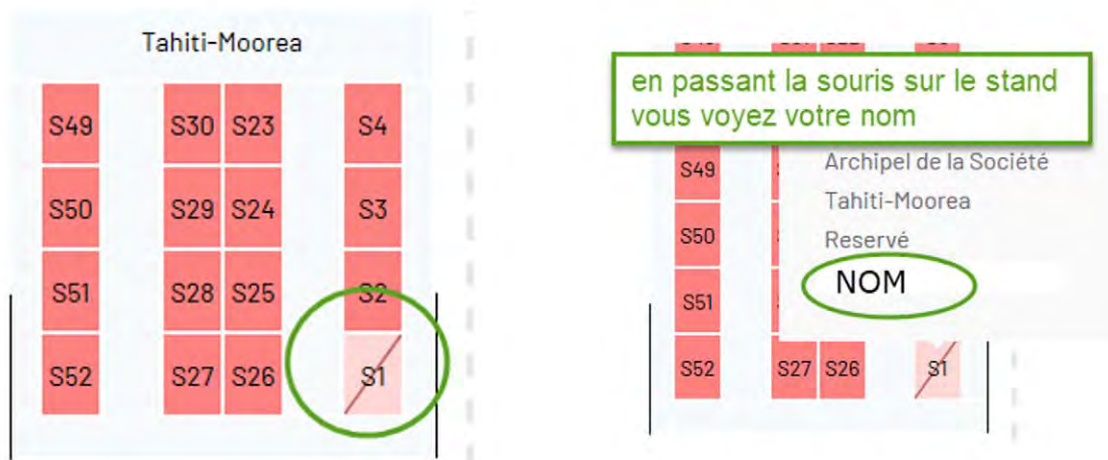 Tahiti-Moorea
S49 S30 S23 S4
S50 S29 S24 S3
S51 S28 S25 S2
S52 S27 S26 S1
en passant la souris sur le stand
vous voyez votre nom
S49
Archipel de la Société
Tahiti-Moorea
S50
Reservé
S51
NOM
S52 S27 S26 S1